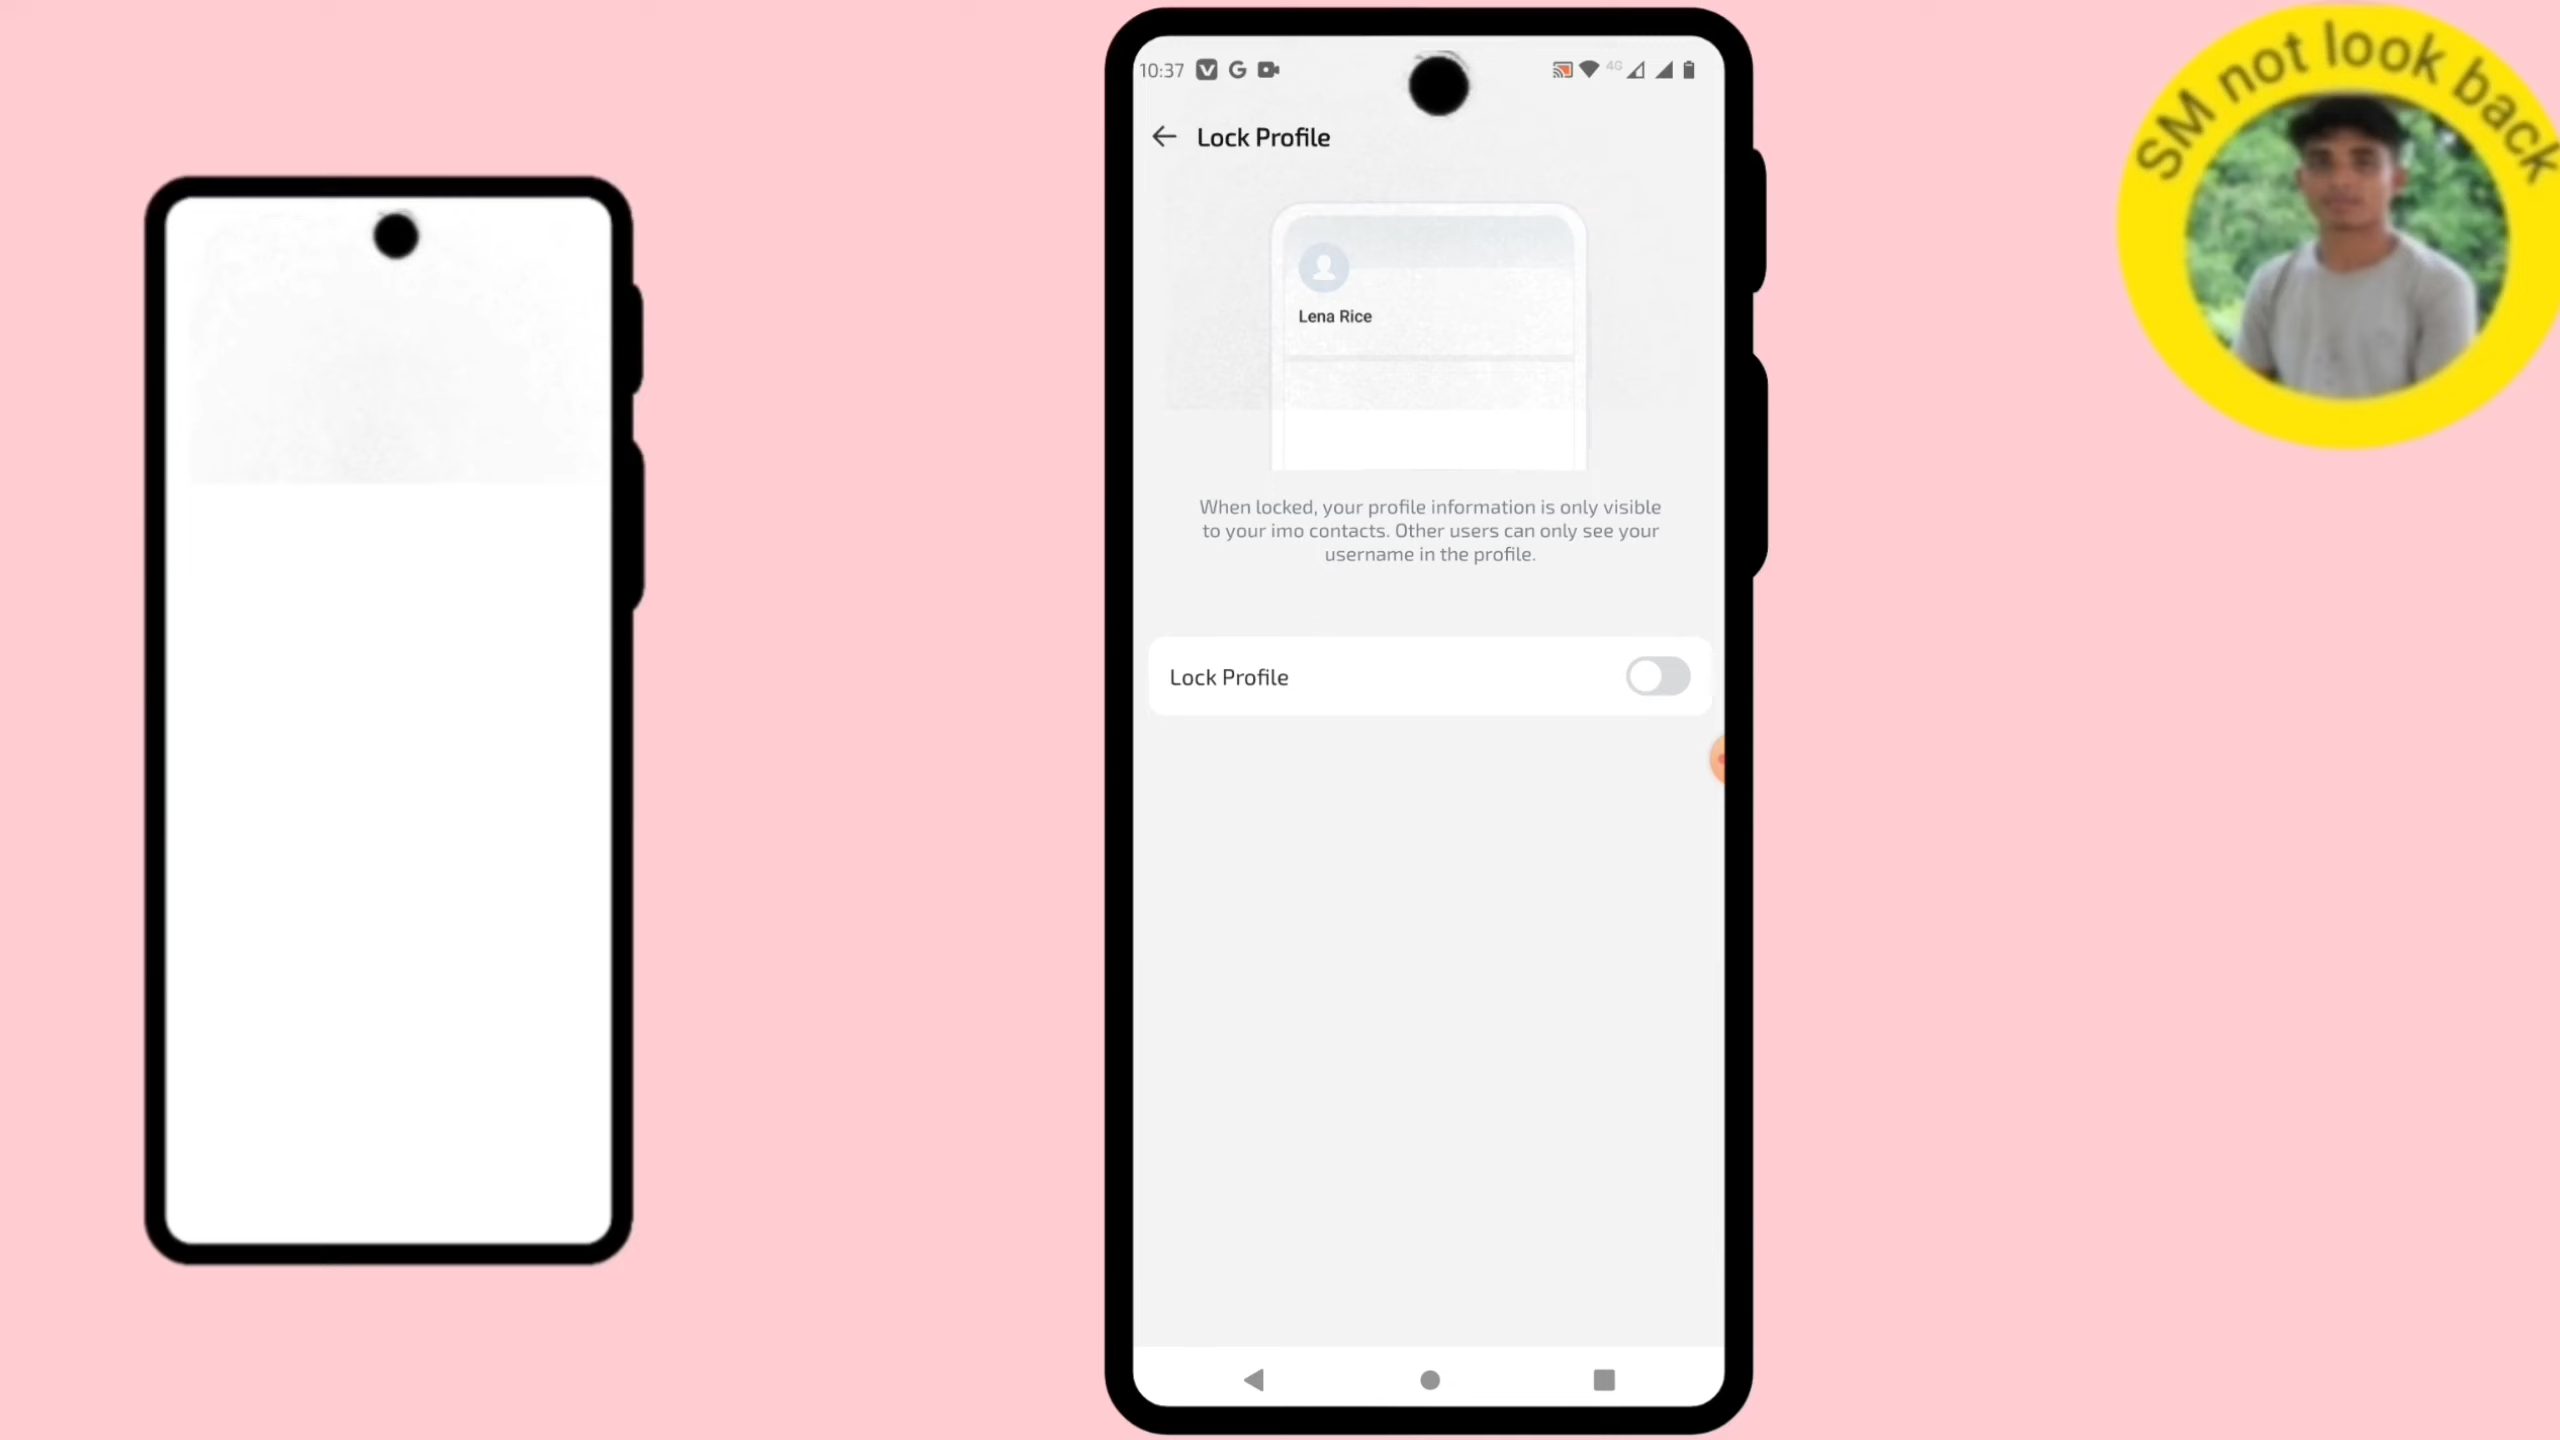 SM not look back
10:37
4G
Lock Profile
Lena Rice
When locked, your profile information is only visible
to your imo contacts. Other users can only see your
username in the profile.
Lock Profile